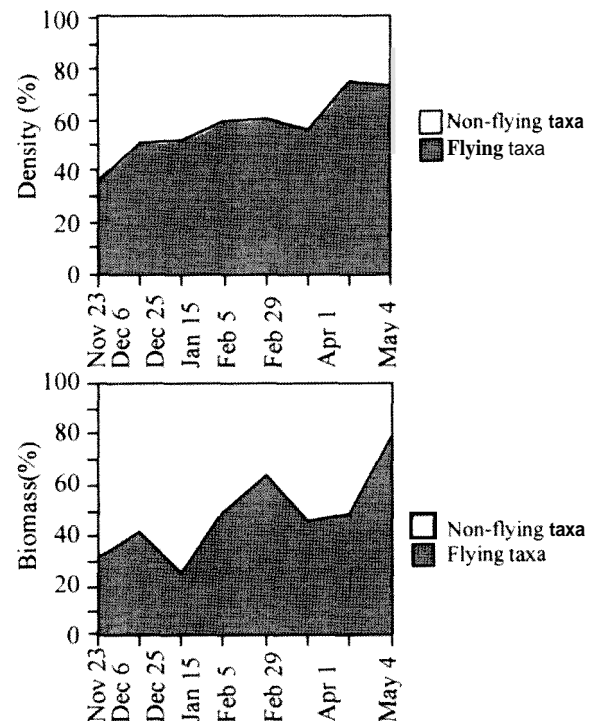 100
80
60
40
20
0
Density (%)
Nov 23
Dec 6
Dec 25
Jan 15
Feb 5
Feb 29
Apr 1
May 4
Non-flying taxa
Flying taxa
100
80
60
40
20
0
Biomass(%)
Nov 23
Dec 6
Dec 25
Jan 15
Feb 5
Feb 29
Apr 1
May 4
Non-flying taxa
Flying taxa